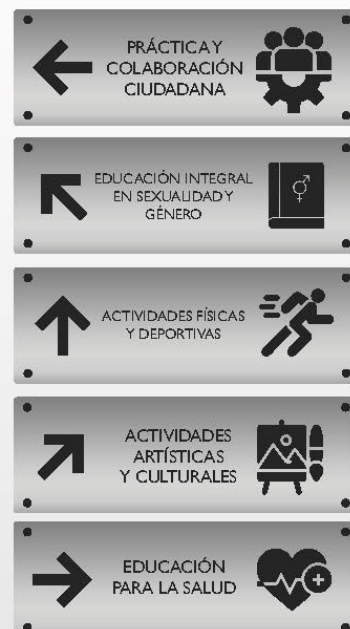 PRÁCTICA Y
COLABORACIÓN
CIUDADANA
EDUCACIÓN INTEGRAL
EN SEXUALIDAD Y
GÉNERO
ACTIVIDADES FÍSICAS
Y DEPORTIVAS
ACTIVIDADES
ARTÍSTICAS
Y CULTURALES
EDUCACIÓN
PARA LA SALUD